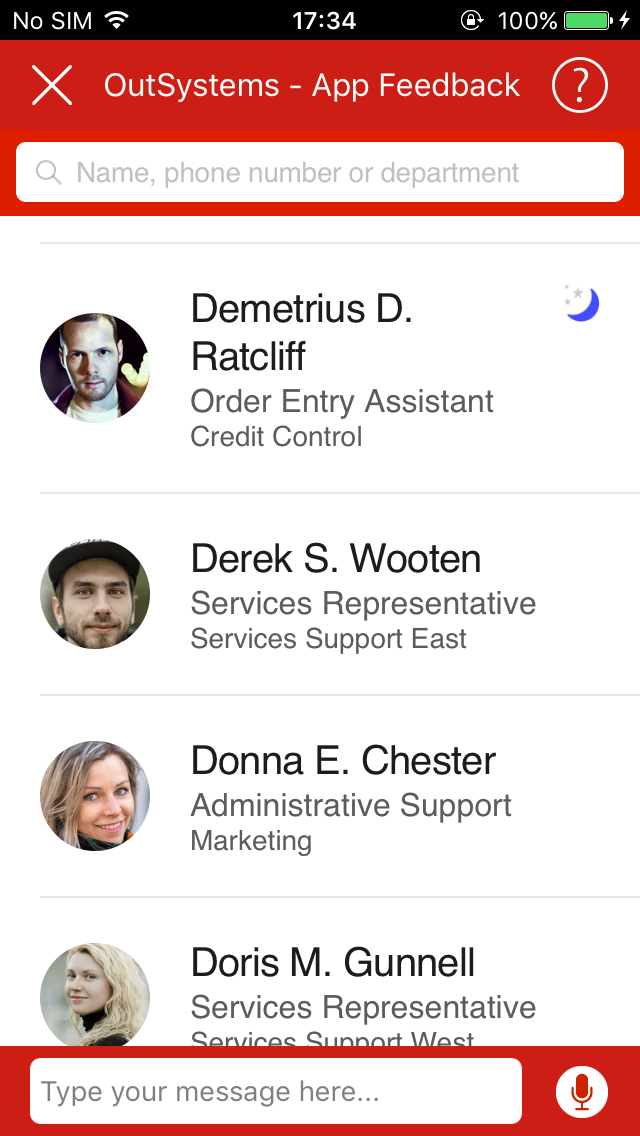 No SIM 17:34 100%
OutSystems - App Feedback ?
Name, phone number or department
Demetrius D.
Ratcliff
Order Entry Assistant
Credit Control
Derek S. Wooten
Services Representative
Services Support East
Donna E. Chester
Administrative Support
Marketing
Doris M. Gunnell
Services Representative
Services Support West
Type your message here...